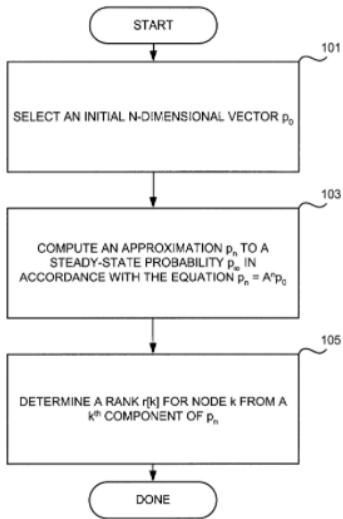 START
101
SELECT AN INITIAL N-DIMENSIONAL VECTOR p₀
103
COMPUTE AN APPROXIMATION pₙ TO A
STEADY-STATE PROBABILITY p∞ IN
ACCORDANCE WITH THE EQUATION pₙ = Aⁿp₀
105
DETERMINE A RANK r[k] FOR NODE k FROM A
kᵗʰ COMPONENT OF pₙ
DONE